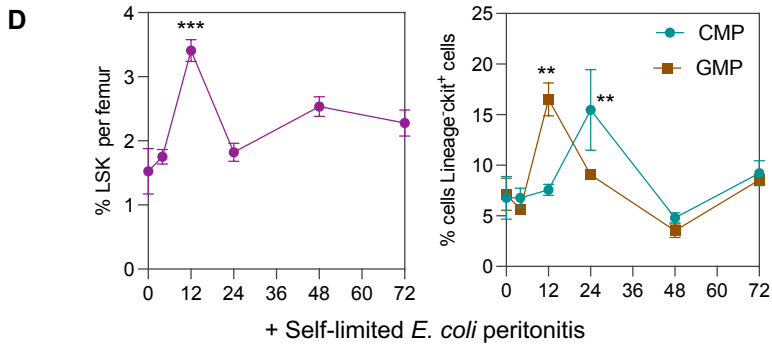 D
% LSK per femur
4
3
2
1
0
***
0 12 24 36 48 60 72
% cells Lineage⁻ckit⁺ cells
25
20
15
10
5
0
CMP
GMP
**
**
0 12 24 36 48 60 72
+ Self-limited E. coli peritonitis